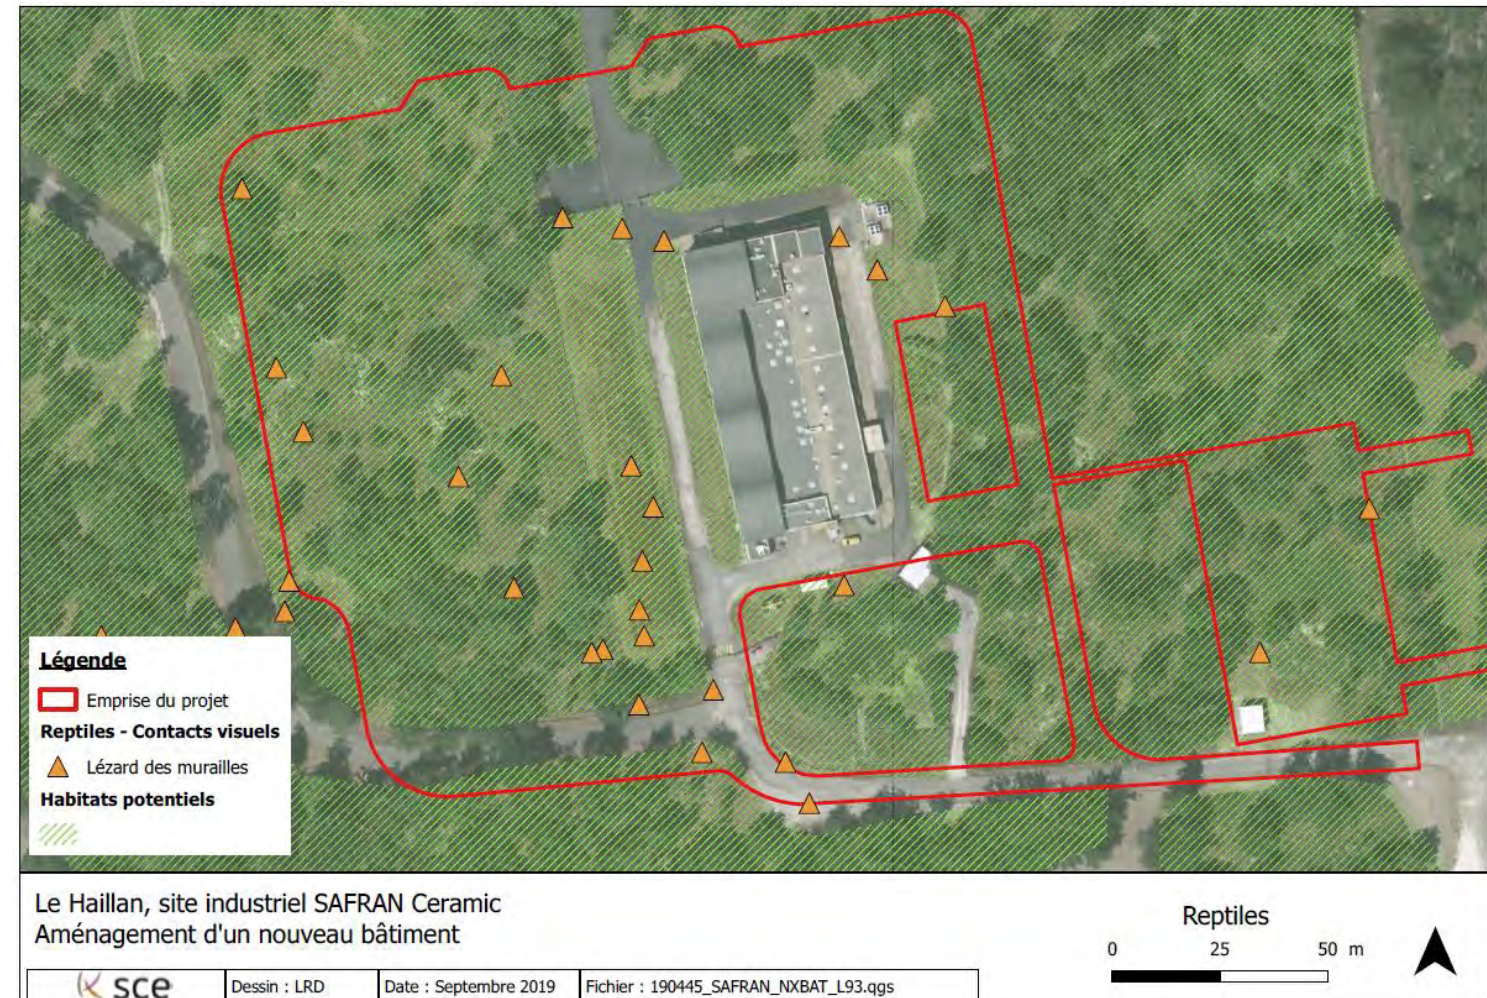 Légende
Emprise du projet
Reptiles - Contacts visuels
Lézard des murailles
Habitats potentiels
Le Haillan, site industriel SAFRAN Ceramic
Aménagement d'un nouveau bâtiment
Reptiles
0 25 50 m
sce
Dessin : LRD
Date : Septembre 2019
Fichier : 190445_SAFRAN_NXBAT_L93.qgs